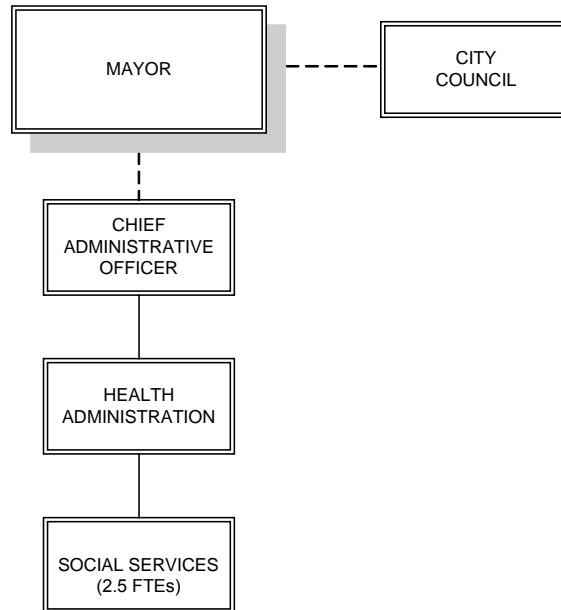 MAYOR
CITY
COUNCIL
CHIEF
ADMINISTRATIVE
OFFICER
HEALTH
ADMINISTRATION
SOCIAL SERVICES
(2.5 FTEs)